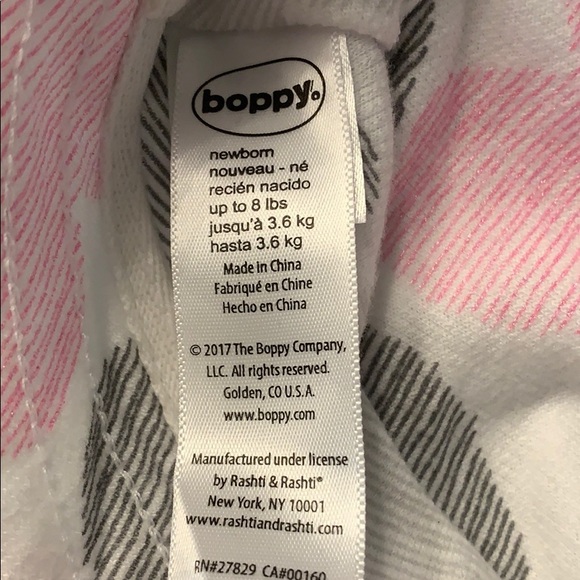 boppy®
newborn
nouveau - né
recién nacido
up to 8 lbs
jusqu'à 3.6 kg
hasta 3.6 kg
Made in China
Fabriqué en Chine
Hecho en China
© 2017 The Boppy Company,
LLC. All rights reserved.
Golden, CO U.S.A.
www.boppy.com
Manufactured under license
by Rashti & Rashti®
New York, NY 10001
www.rashtiandrashti.com
RN#27829 CA#00160